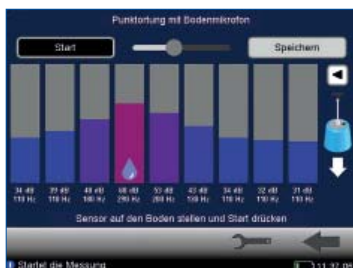 Punktortung mit Bodenmikrofon
Start
Speichern
34 dB 39 dB 48 dB 60 dB 53 dB 43 dB 34 dB 32 dB 31 dB
110 Hz 110 Hz 180 Hz 290 Hz 200 Hz 130 Hz 110 Hz 110 Hz 110 Hz
Sensor auf den Boden stellen und Start drücken
Startet die Messung